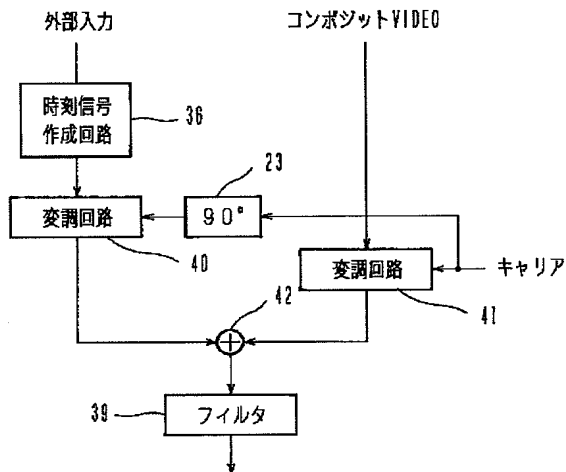 外部入力
コンポジットVIDEO
時刻信号
作成回路
36
23
変調回路
90°
40
変調回路
キャリア
41
42
39
フィルタ